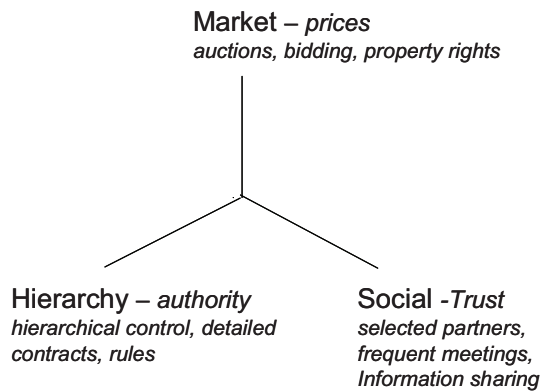 Market – prices
auctions, bidding, property rights
Hierarchy – authority
hierarchical control, detailed
contracts, rules
Social -Trust
selected partners,
frequent meetings,
Information sharing